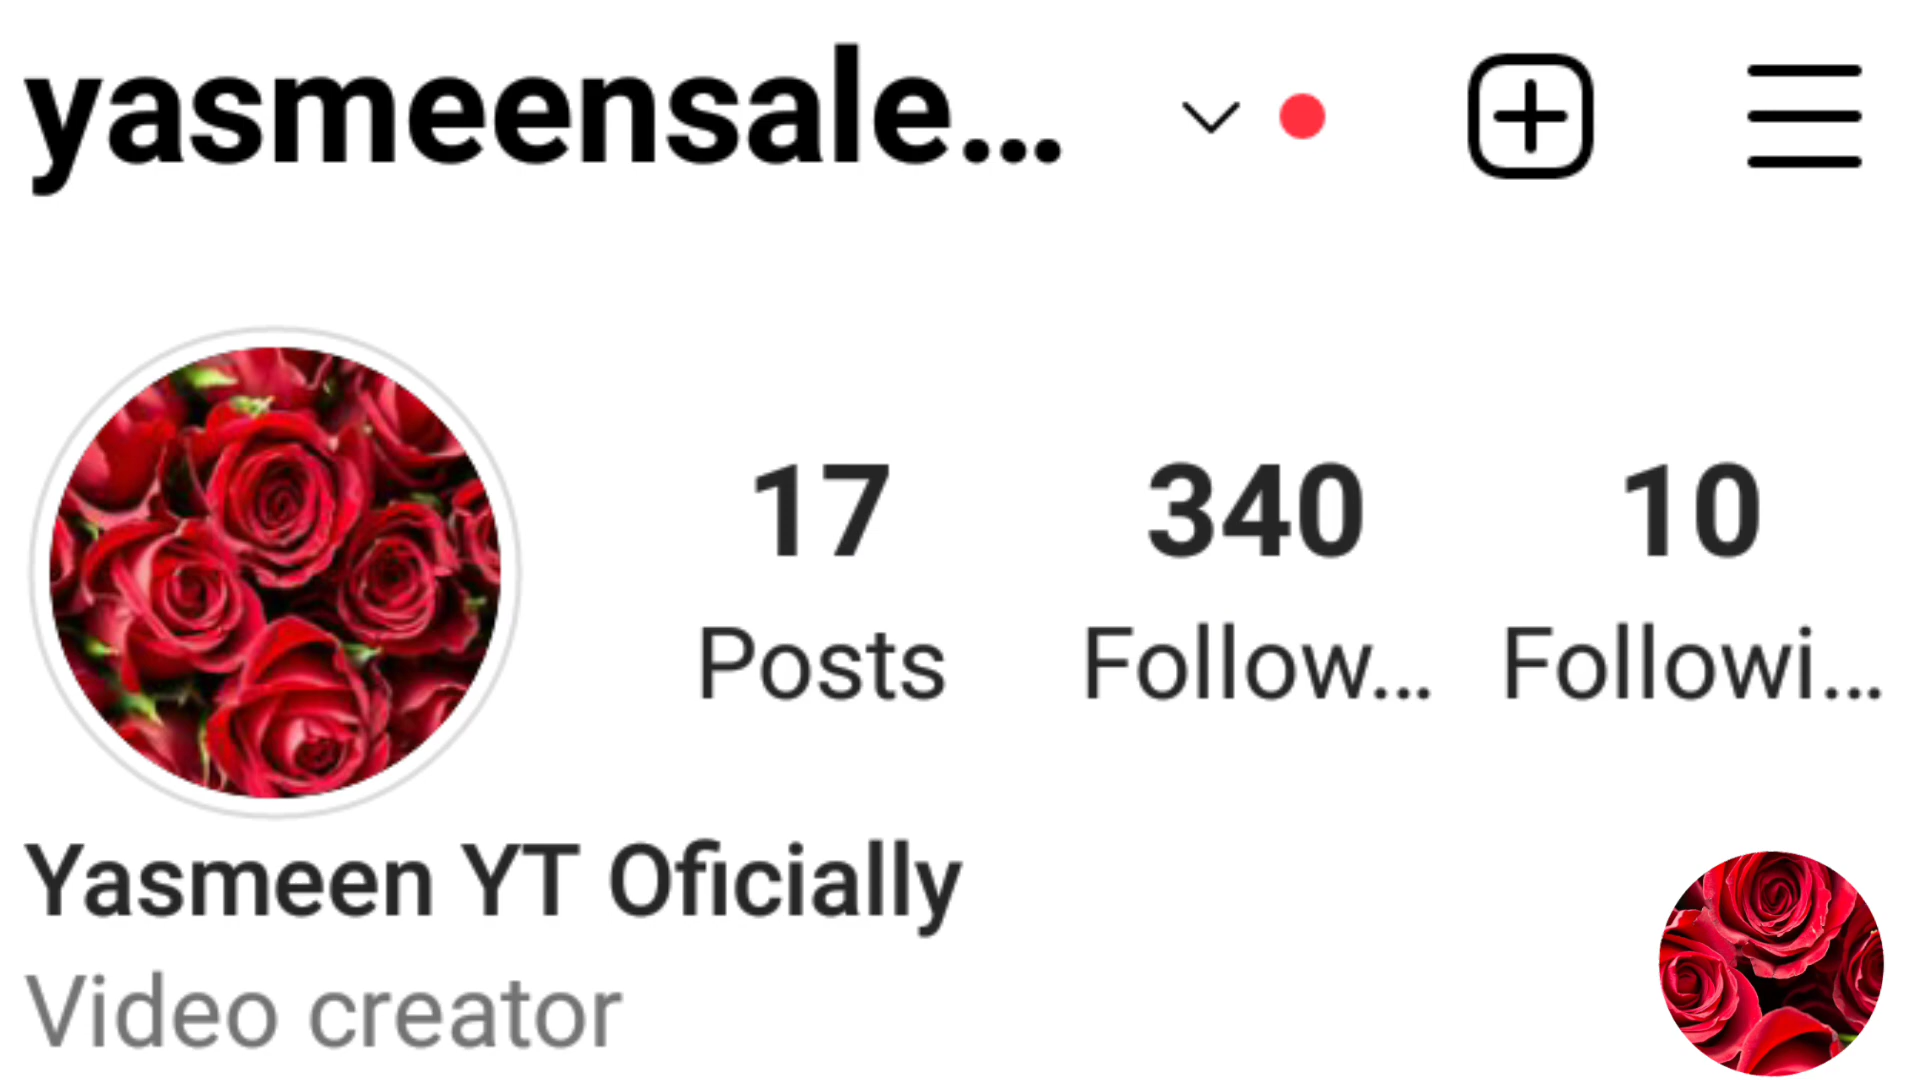 yasmeensale...
17 340 10
Posts Follow... Followi...
Yasmeen YT Oficially
Video creator